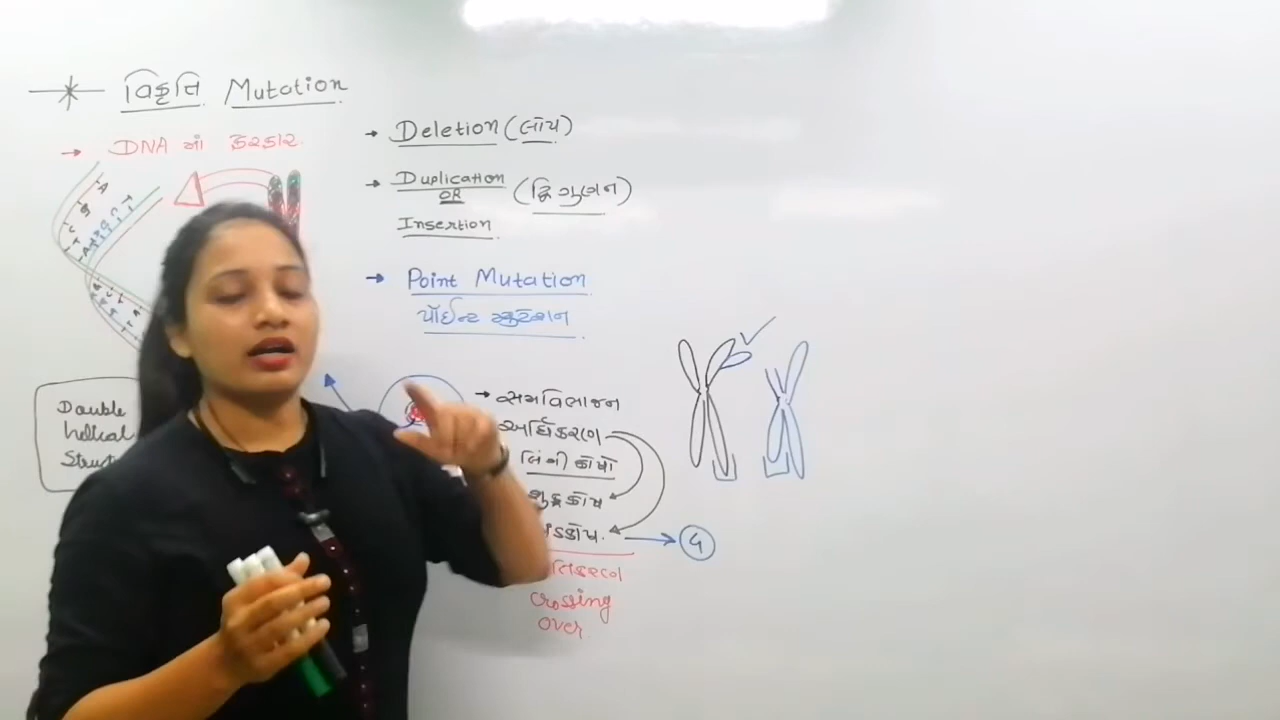 વિકૃતિ Mutation
→ DNA માં ફેરફાર.
→ Deletion (લોપ)
→ Duplication
OR
(દ્વિગુણન)
Insertion
→ Point Mutation
પોઈન્ટ મ્યુટેશન
Double
helical
→ સમવિભાજન
અર્ધિકરણ
લિંગી કોષો
શુક્રકોષ
Crossing
over